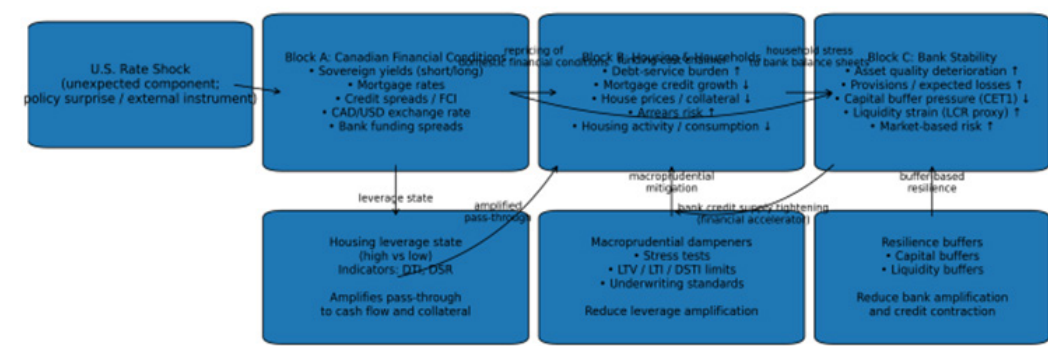 U.S. Rate Shock
(unexpected component;
policy surprise / external instrument)
Block A: Canadian Financial Conditions
• Sovereign yields (short/long)
• Mortgage rates
• Credit spreads / FCI
• CAD/USD exchange rate
• Bank funding spreads
repricing of
domestic financial conditions
Block B: Housing & Households
• Debt-service burden ↑
• Mortgage credit growth ↓
• House prices / collateral ↓
• Arrears risk ↑
• Housing activity / consumption ↓
funding cost channel
household stress
to bank balance sheets
Block C: Bank Stability
• Asset quality deterioration ↑
• Provisions / expected losses ↑
• Capital buffer pressure (CET1) ↓
• Liquidity strain (LCR proxy) ↑
• Market-based risk ↑
leverage state
amplified
pass-through
macroprudential
mitigation
bank credit supply tightening
(financial accelerator)
buffer-based
resilience
Housing leverage state
(high vs low)
Indicators: DTI, DSR
Amplifies pass-through
to cash flow and collateral
Macroprudential dampeners
• Stress tests
• LTV / LTI / DSTI limits
• Underwriting standards
Reduce leverage amplification
Resilience buffers
• Capital buffers
• Liquidity buffers
Reduce bank amplification
and credit contraction